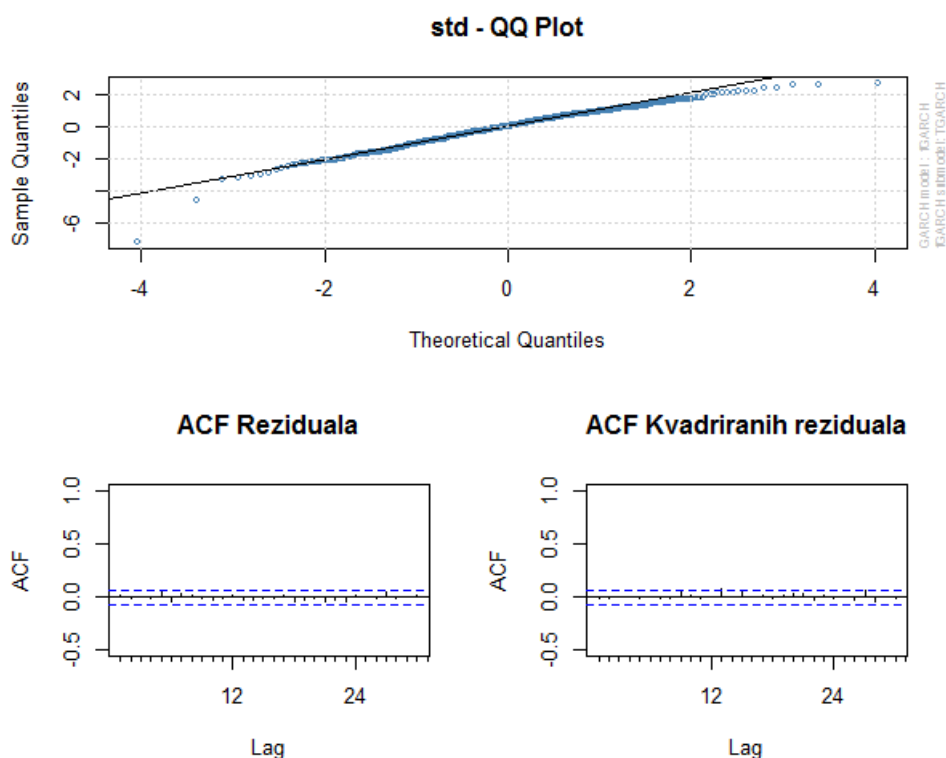 std - QQ Plot
Sample Quantiles
2
0
-2
-6
-4
-2
0
2
4
Theoretical Quantiles
GARCH model : fGARCH
fGARCH submodel: TGARCH
ACF Reziduala
ACF
1.0
0.5
0.0
-0.5
12
24
Lag
ACF Kvadriranih reziduala
ACF
1.0
0.5
0.0
-0.5
12
24
Lag